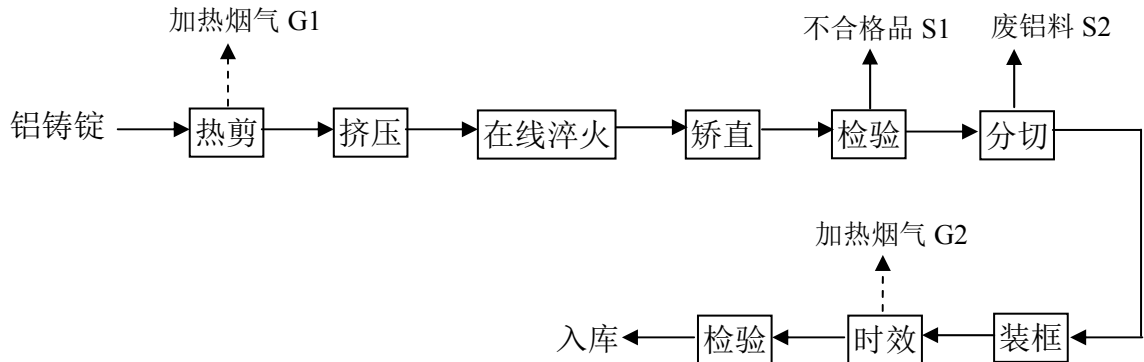 加热烟气 G1
不合格品 S1
废铝料 S2
铝铸锭
热剪
挤压
在线淬火
矫直
检验
分切
加热烟气 G2
入库
检验
时效
装框